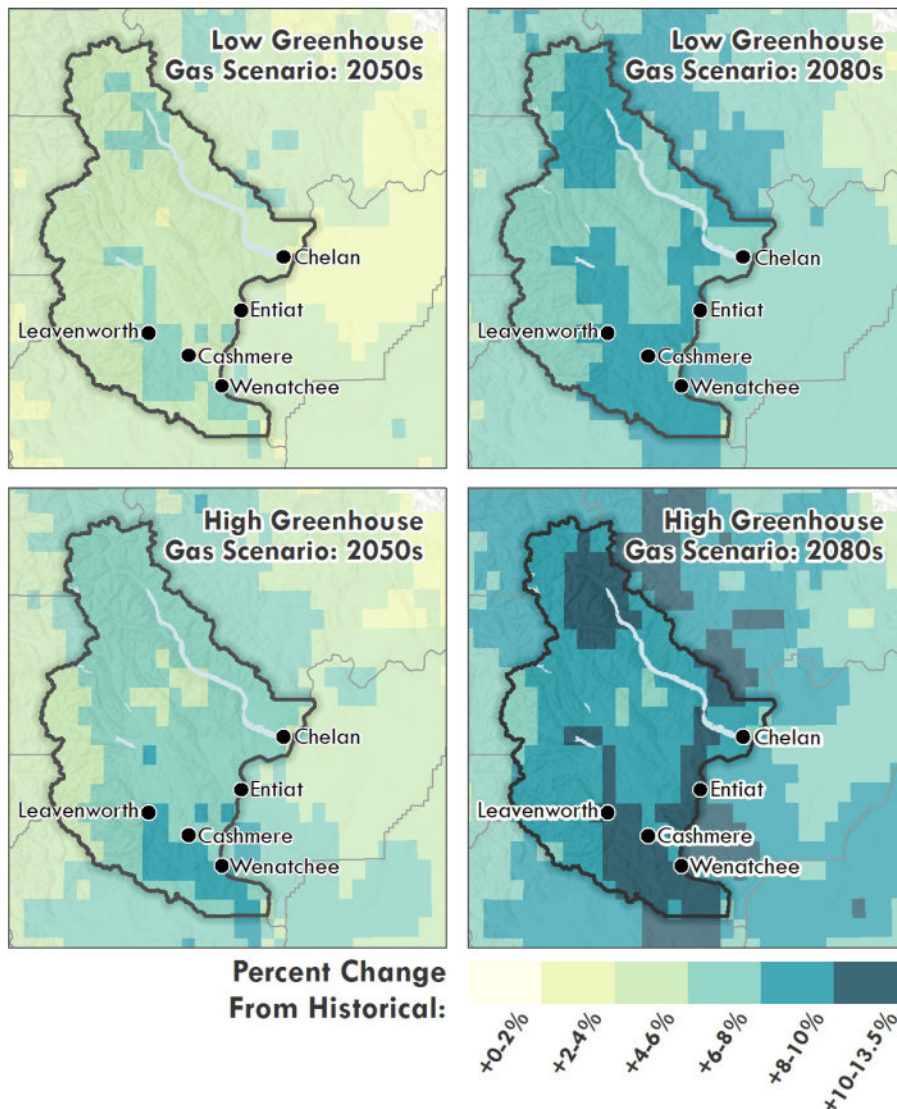 Low Greenhouse
Gas Scenario: 2050s
Chelan
Entiat
Leavenworth
Cashmere
Wenatchee
Low Greenhouse
Gas Scenario: 2080s
Chelan
Entiat
Leavenworth
Cashmere
Wenatchee
High Greenhouse
Gas Scenario: 2050s
Chelan
Entiat
Leavenworth
Cashmere
Wenatchee
High Greenhouse
Gas Scenario: 2080s
Chelan
Entiat
Leavenworth
Cashmere
Wenatchee
Percent Change
From Historical:
+0-2%
+2-4%
+4-6%
+6-8%
+8-10%
+10-13.5%